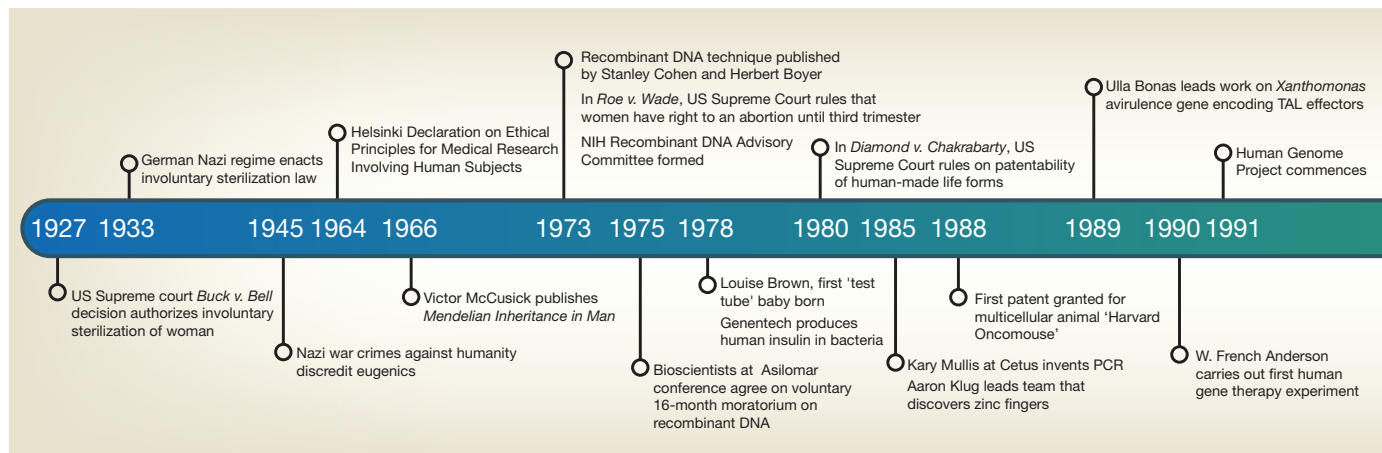 Recombinant DNA technique published
by Stanley Cohen and Herbert Boyer
In Roe v. Wade, US Supreme Court rules that
women have right to an abortion until third trimester
NIH Recombinant DNA Advisory
Committee formed
Ulla Bonas leads work on Xanthomonas
avirulence gene encoding TAL effectors
Helsinki Declaration on Ethical
Principles for Medical Research
Involving Human Subjects
German Nazi regime enacts
involuntary sterilization law
In Diamond v. Chakrabarty, US
Supreme Court rules on patentability
of human-made life forms
Human Genome
Project commences
1927 1933 1945 1964 1966 1973 1975 1978 1980 1985 1988 1989 1990 1991
US Supreme court Buck v. Bell
decision authorizes involuntary
sterilization of woman
Nazi war crimes against humanity
discredit eugenics
Victor McCusick publishes
Mendelian Inheritance in Man
Bioscientists at Asilomar
conference agree on voluntary
16-month moratorium on
recombinant DNA
Louise Brown, first 'test
tube' baby born
Genentech produces
human insulin in bacteria
Kary Mullis at Cetus invents PCR
Aaron Klug leads team that
discovers zinc fingers
First patent granted for
multicellular animal ‘Harvard
Oncomouse’
W. French Anderson
carries out first human
gene therapy experiment